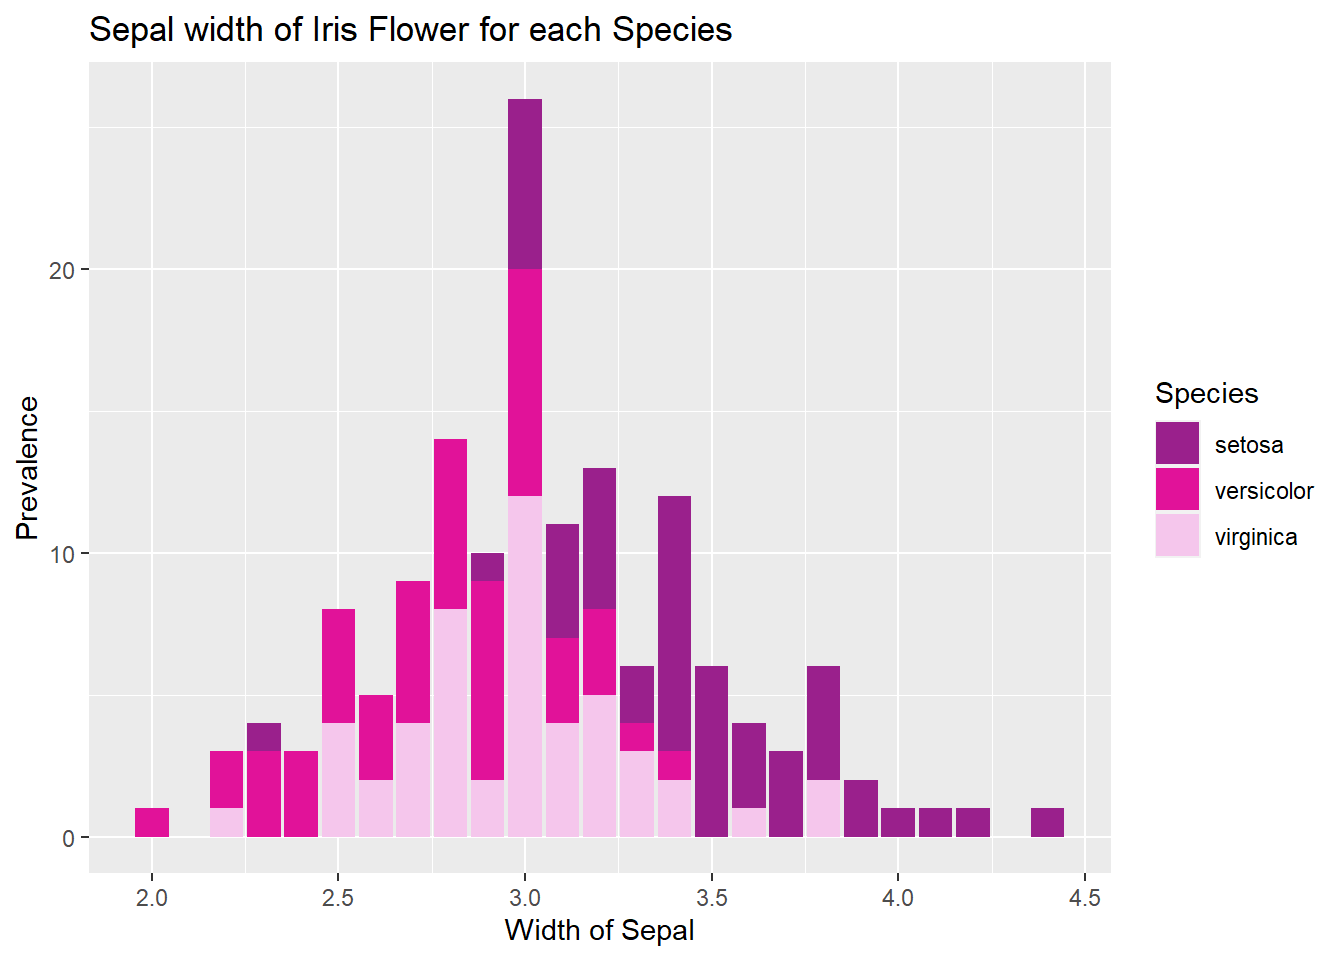 Sepal width of Iris Flower for each Species
20
10
0
Prevalence
2.0 2.5 3.0 3.5 4.0 4.5
Width of Sepal
Species
setosa
versicolor
virginica